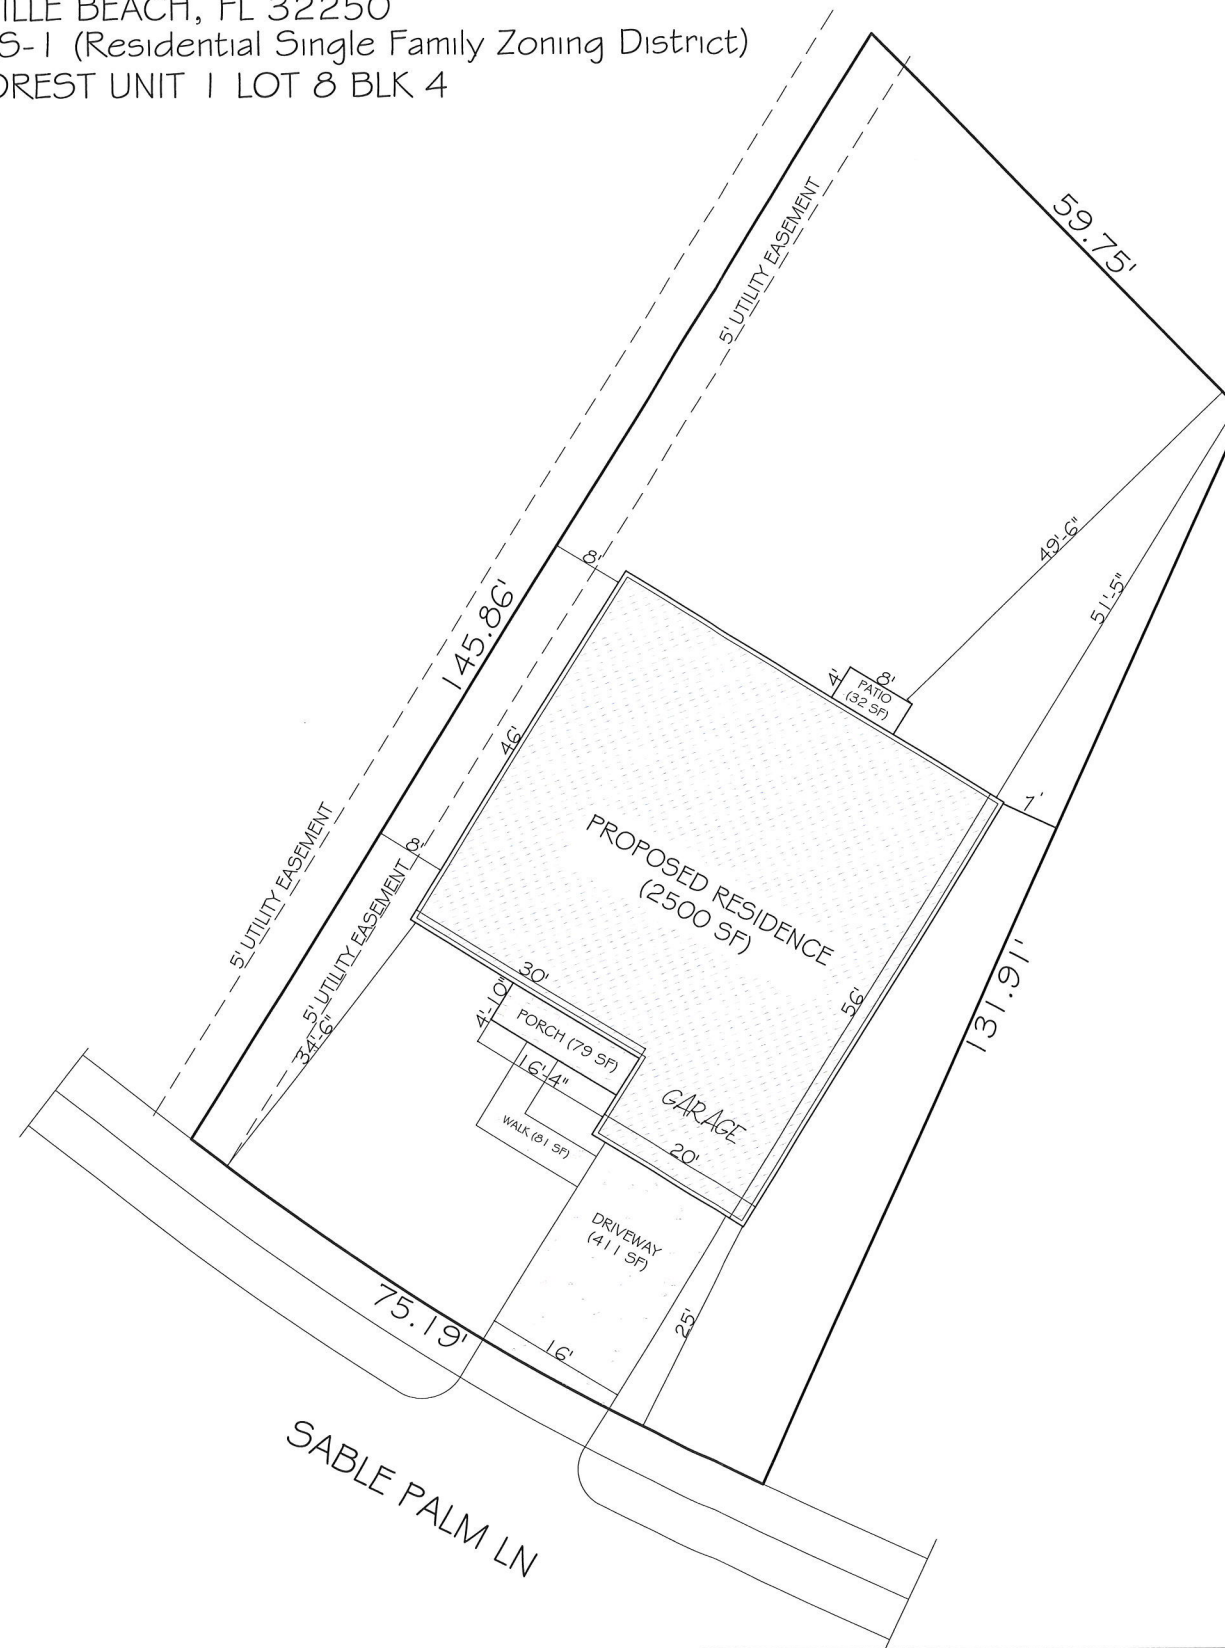 ILLE BEACH, FL 32250
S-1 (Residential Single Family Zoning District)
OREST UNIT 1 LOT 8 BLK 4
59.75'
5' UTILITY EASEMENT
49'-6"
8'
51'-5"
145.86'
4'
8'
PATIO
(32 SF)
46'
7'
PROPOSED RESIDENCE
(2500 SF)
8'
5' UTILITY EASEMENT
5' UTILITY EASEMENT
30'
56'
131.91'
4'-10"
PORCH (79 SF)
34'-6"
16'-4"
GARAGE
WALK (81 SF)
20'
DRIVEWAY
(411 SF)
75.19'
25'
16'
SABLE PALM LN